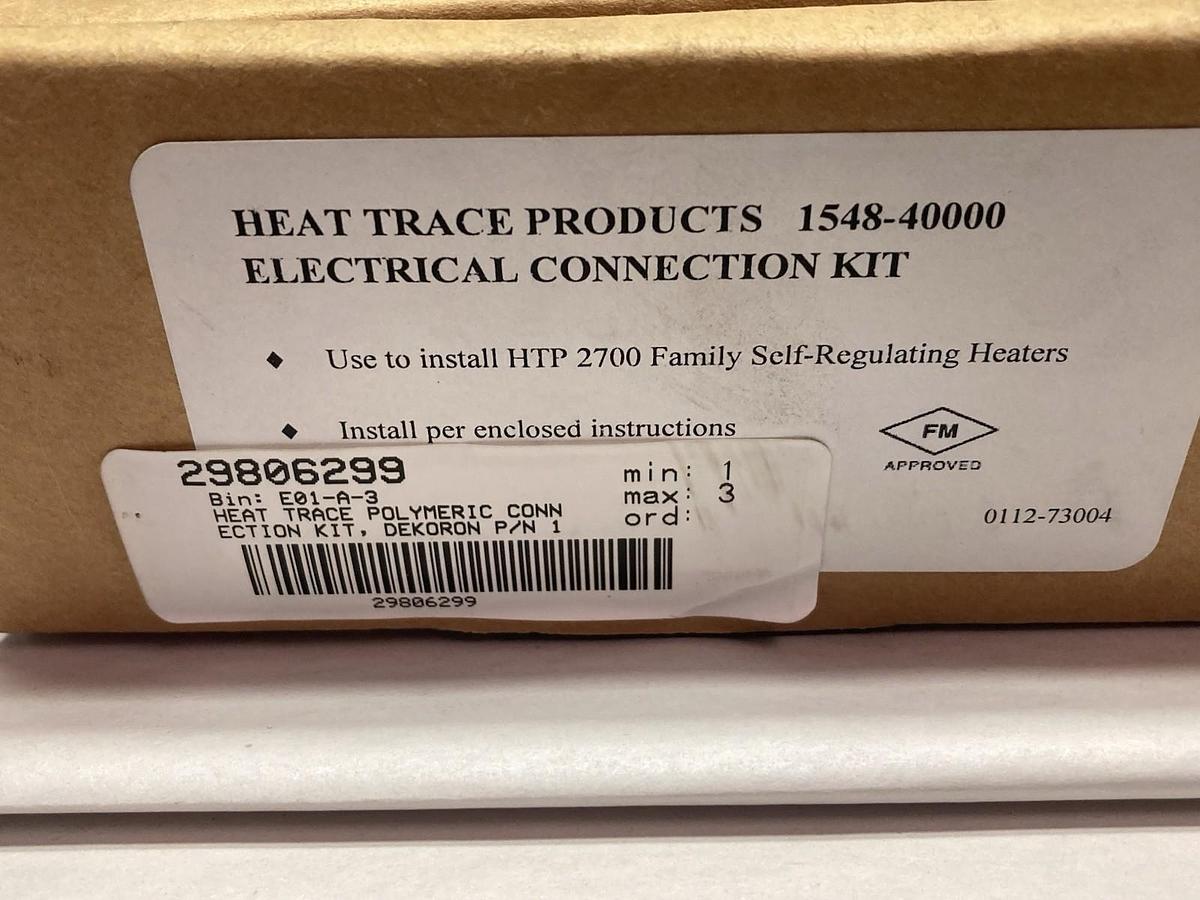 HEAT TRACE PRODUCTS 1548-40000
ELECTRICAL CONNECTION KIT
◆ Use to install HTP 2700 Family Self-Regulating Heaters
◆ Install per enclosed instructions
FM
APPROVED
0112-73004
29806299
Bin: E01-A-3
HEAT TRACE POLYMERIC CONN
ECTION KIT, DEKORON P/N 1
min: 1
max: 3
ord:
29806299